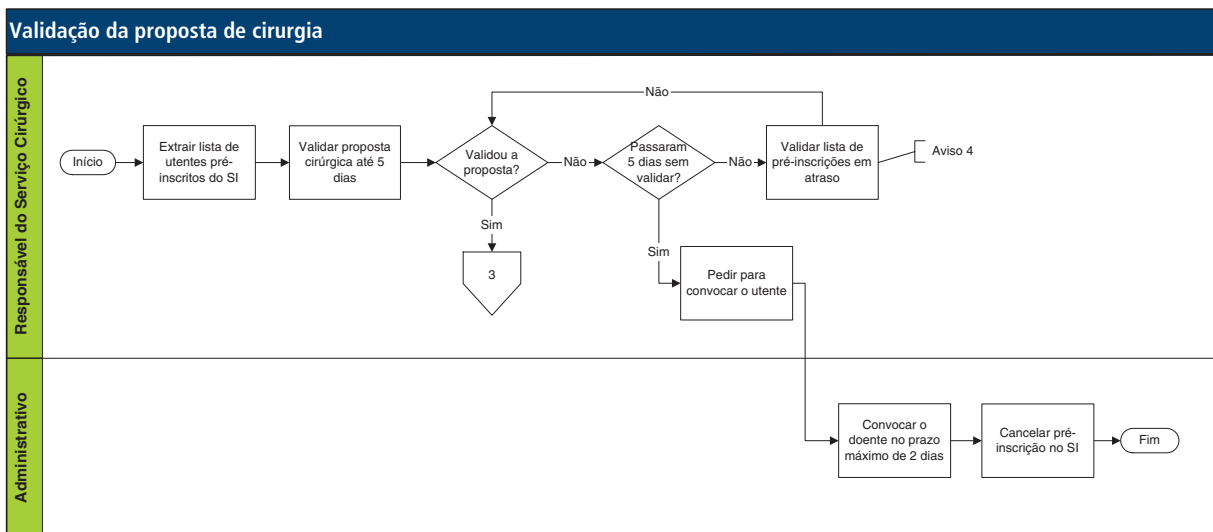 Validação da proposta de cirurgia
Responsável do Serviço Cirúrgico
Início
Extrair lista de
utentes pré-
inscritos do SI
Validar proposta
cirúrgica até 5
dias
Validou a
proposta?
Não
Passaram
5 dias sem
validar?
Não
Validar lista de
pré-inscrições em
atraso
Aviso 4
Não
Sim
3
Sim
Pedir para
convocar o utente
Administrativo
Convocar o
doente no prazo
máximo de 2 dias
Cancelar pré-
inscrição no SI
Fim